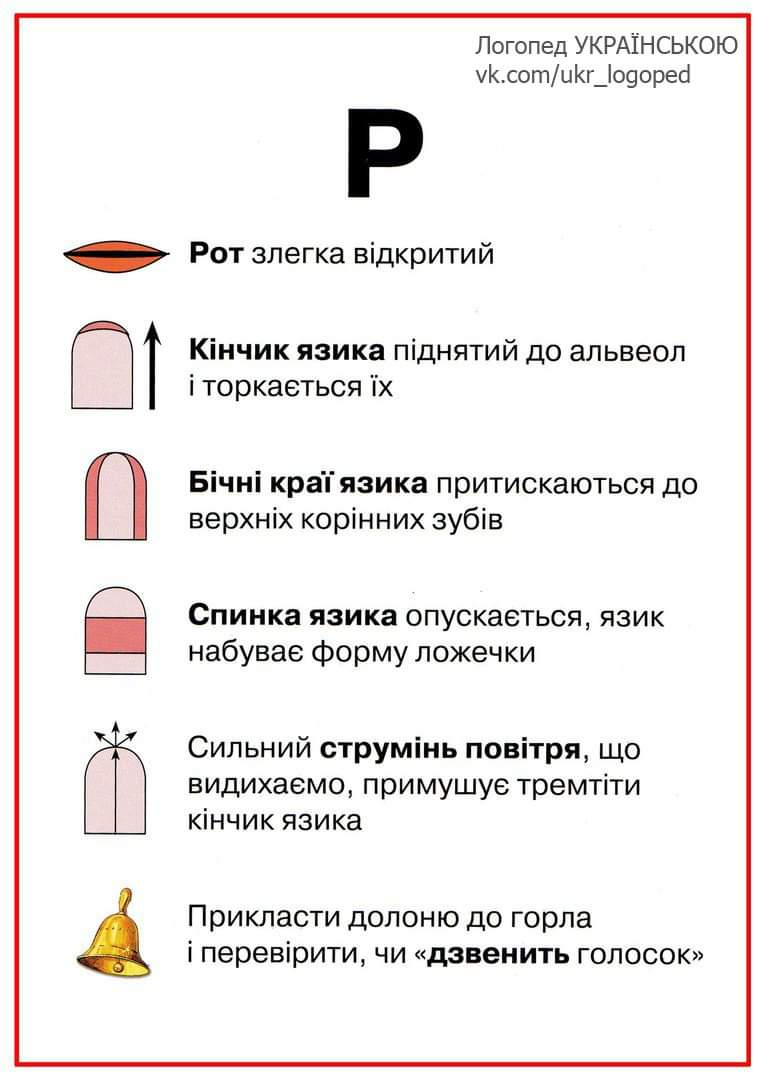 Логопед УКРАЇНСЬКОЮ
vk.com/ukr_logoped
Р
Рот злегка відкритий
Кінчик язика піднятий до альвеол
і торкається їх
Бічні краї язика притискаються до
верхніх корінних зубів
Спинка язика опускається, язик
набуває форму ложечки
Сильний струмінь повітря, що
видихаємо, примушує тремтіти
кінчик язика
Прикласти долоню до горла
і перевірити, чи «дзвенить голосок»